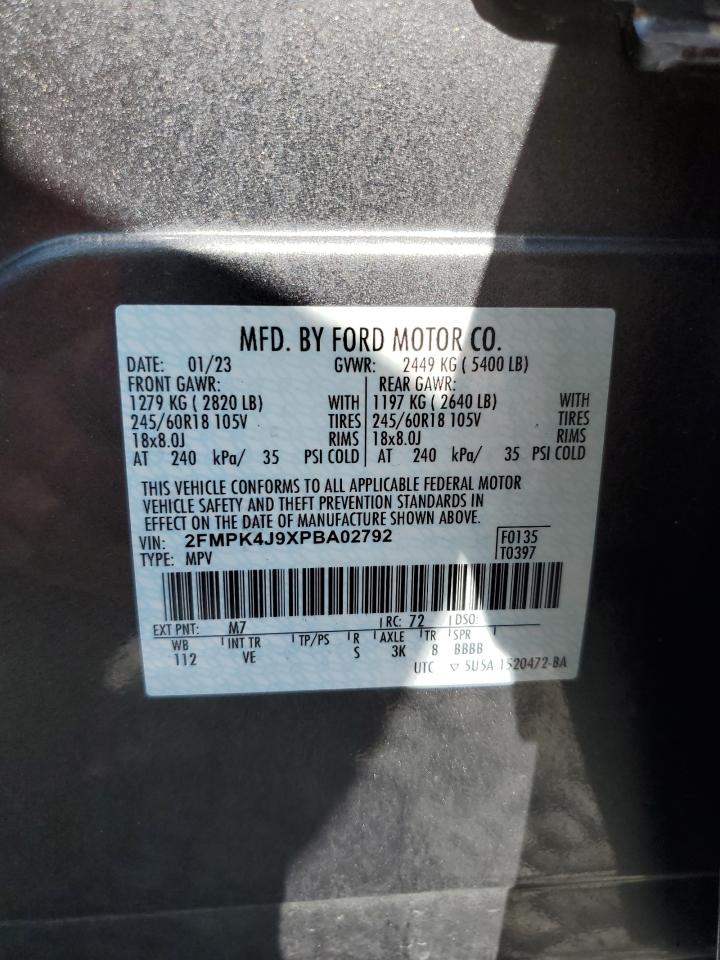 MFD. BY FORD MOTOR CO.
DATE: 01/23 GVWR: 2449 KG ( 5400 LB)
FRONT GAWR: REAR GAWR:
1279 KG ( 2820 LB) WITH 1197 KG ( 2640 LB) WITH
245/60R18 105V TIRES 245/60R18 105V TIRES
18x8.0J RIMS 18x8.0J RIMS
AT 240 kPa/ 35 PSI COLD AT 240 kPa/ 35 PSI COLD
THIS VEHICLE CONFORMS TO ALL APPLICABLE FEDERAL MOTOR
VEHICLE SAFETY AND THEFT PREVENTION STANDARDS IN
EFFECT ON THE DATE OF MANUFACTURE SHOWN ABOVE.
VIN: 2FMPK4J9XPBA02792 F0135
TYPE: MPV T0397
EXT PNT: M7 RC: 72 DSO:
WB INT TR TP/PS R AXLE TR SPR
112 VE S 3K 8 BBBB
UTC ▽ 5U5A-1520472-BA